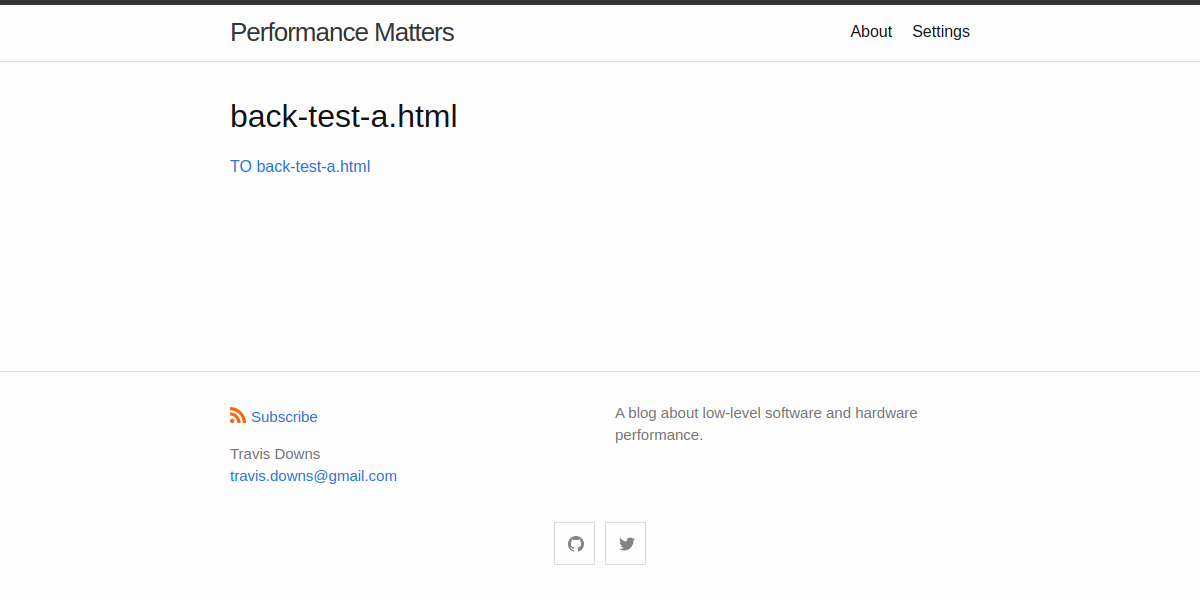 Performance Matters
About Settings
back-test-a.html
TO back-test-a.html
Subscribe
Travis Downs
travis.downs@gmail.com
A blog about low-level software and hardware
performance.